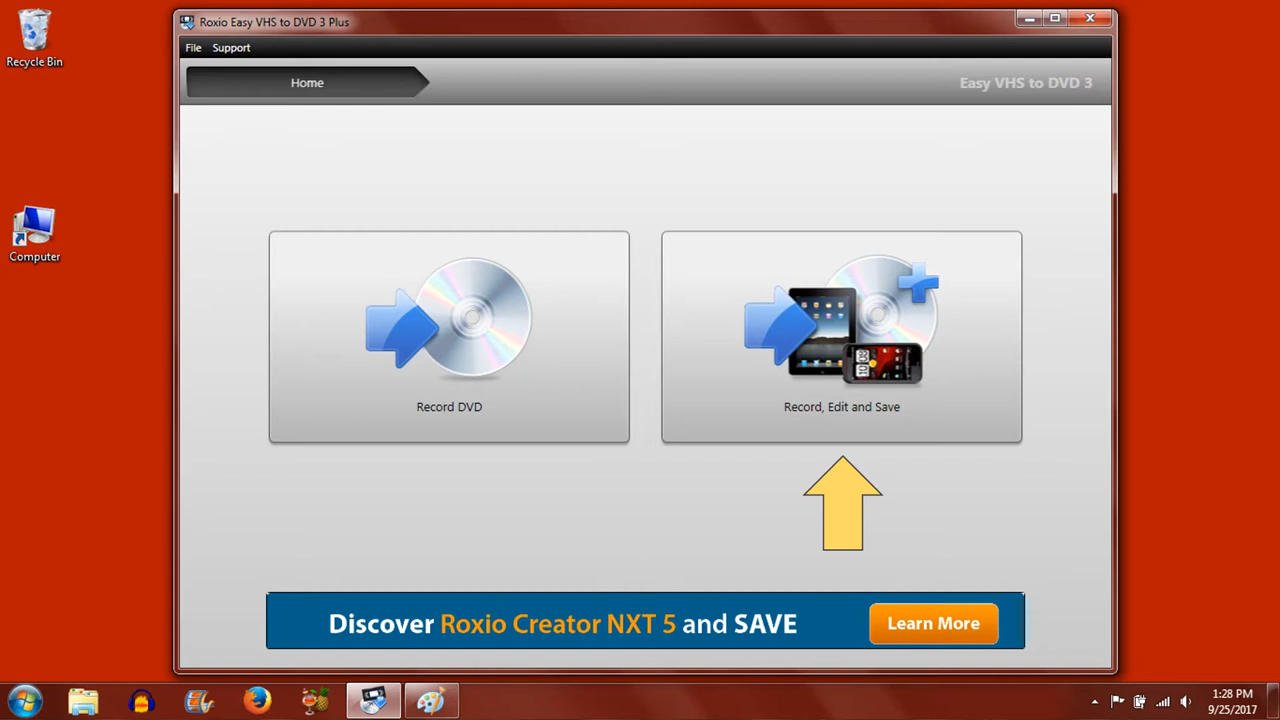 Recycle Bin
Computer
Roxio Easy VHS to DVD 3 Plus
File Support
Home
Easy VHS to DVD 3
Record DVD
Record, Edit and Save
Discover Roxio Creator NXT 5 and SAVE
Learn More
1:28 PM
9/25/2017